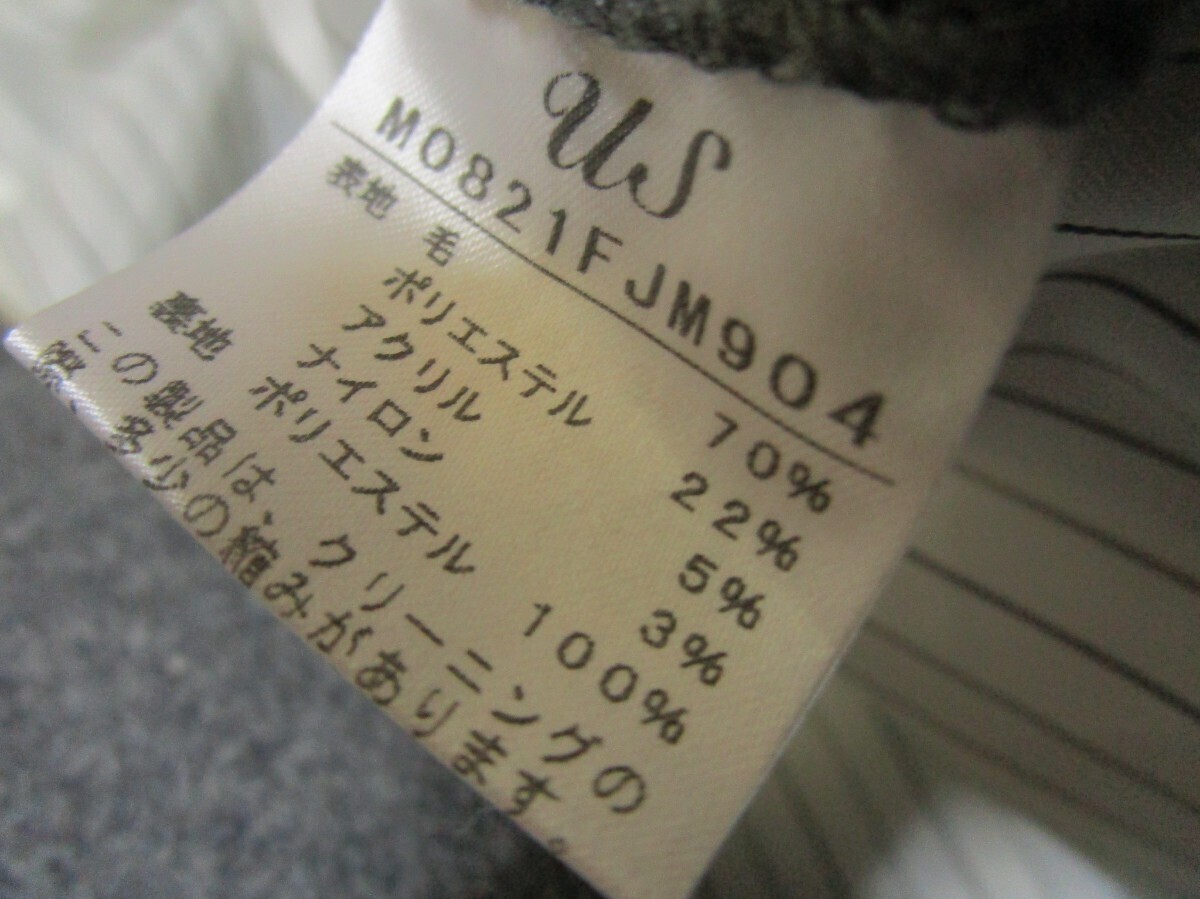 US
M0821FJM904
表地 毛 70%
ポリエステル 22%
アクリル 5%
ナイロン 3%
裏地 ポリエステル 100%
この製品は、クリーニングの
際、多少の縮みがあります。